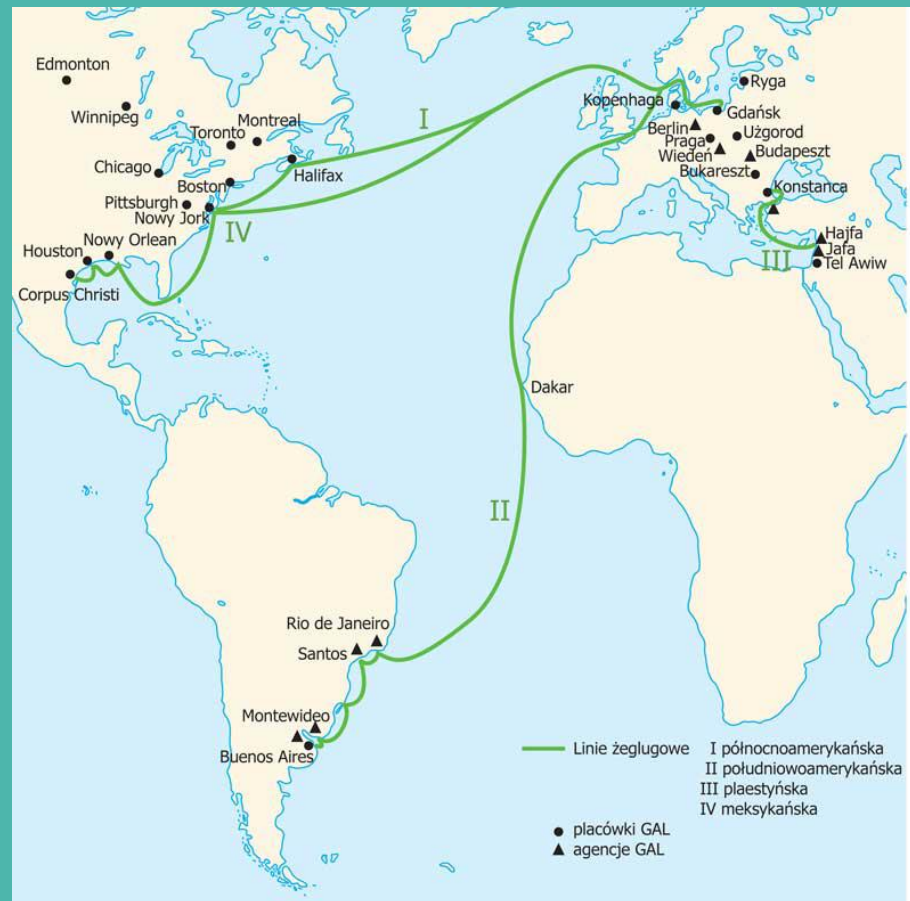 Edmonton
Winnipeg
Toronto
Montreal
Chicago
Boston
Halifax
Pittsburgh
Nowy Jork
Houston
Nowy Orlean
Corpus Christi
I
IV
Kopenhaga
Ryga
Gdańsk
Berlin
Praga
Użgorod
Wiedeń
Budapeszt
Bukareszt
Konstanca
Hajfa
III
Jafa
Tel Awiw
Dakar
II
Rio de Janeiro
Santos
Montewideo
Buenos Aires
Linie żeglugowe
I północnoamerykańska
II południowoamerykańska
III plaestyńska
IV meksykańska
placówki GAL
agencje GAL